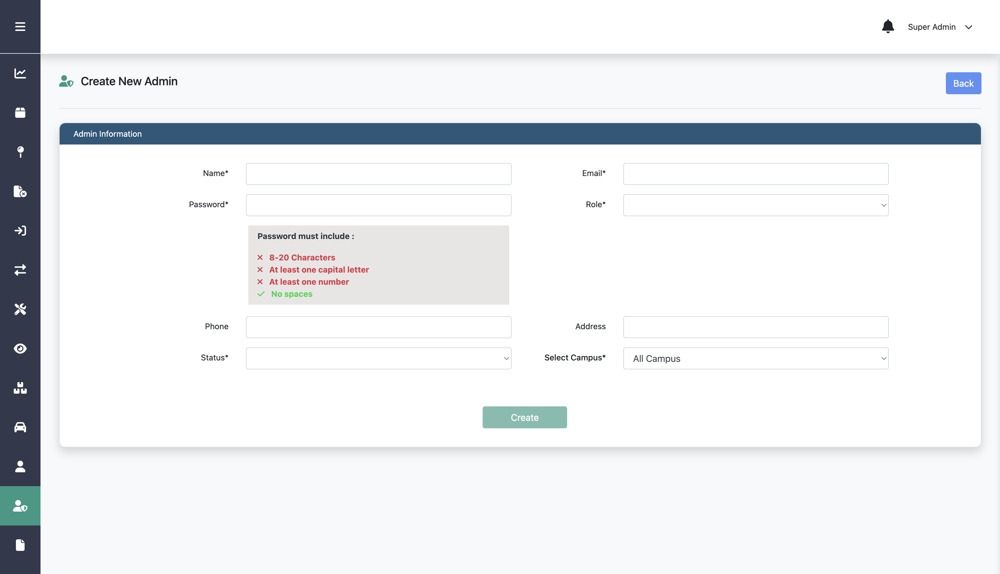 Super Admin
Create New Admin
Back
Admin Information
Name*
Email*
Password*
Role*
Password must include :
8-20 Characters
At least one capital letter
At least one number
No spaces
Phone
Address
Status*
Select Campus*
All Campus
Create